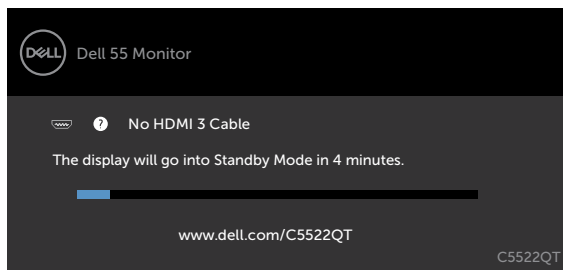 DELL
Dell 55 Monitor
? No HDMI 3 Cable
The display will go into Standby Mode in 4 minutes.
www.dell.com/C5522QT
C5522QT